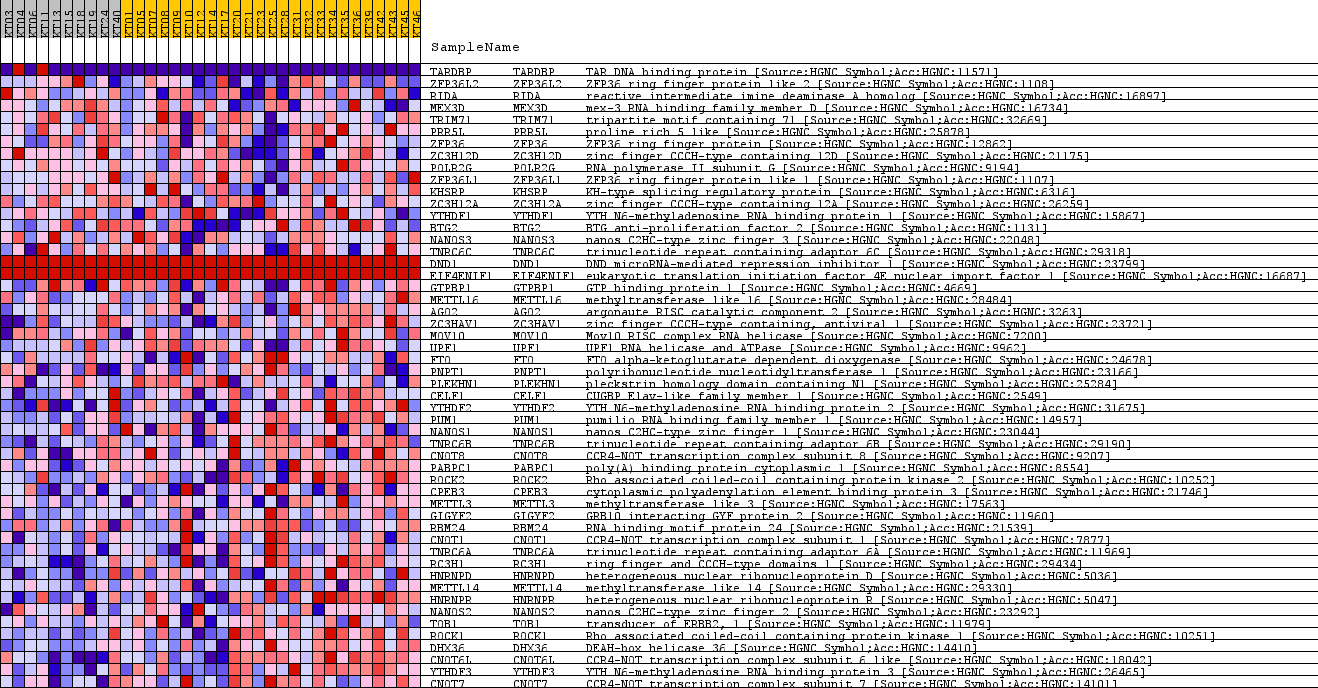 KT03 KT04 KT06 KT11 KT13 KT15 KT18 KT19 KT24 KT40 KT01 KT05 KT07 KT08 KT09 KT10 KT12 KT14 KT17 KT20 KT21 KT23 KT25 KT28 KT31 KT32 KT33 KT34 KT35 KT36 KT39 KT42 KT43 KT45 KT46
SampleName
TARDBP TARDBP TAR DNA binding protein [Source:HGNC Symbol;Acc:HGNC:11571]
ZFP36L2 ZFP36L2 ZFP36 ring finger protein like 2 [Source:HGNC Symbol;Acc:HGNC:1108]
RIDA RIDA reactive intermediate imine deaminase A homolog [Source:HGNC Symbol;Acc:HGNC:16897]
MEX3D MEX3D mex-3 RNA binding family member D [Source:HGNC Symbol;Acc:HGNC:16734]
TRIM71 TRIM71 tripartite motif containing 71 [Source:HGNC Symbol;Acc:HGNC:32669]
PRR5L PRR5L proline rich 5 like [Source:HGNC Symbol;Acc:HGNC:25878]
ZFP36 ZFP36 ZFP36 ring finger protein [Source:HGNC Symbol;Acc:HGNC:12862]
ZC3H12D ZC3H12D zinc finger CCCH-type containing 12D [Source:HGNC Symbol;Acc:HGNC:21175]
POLR2G POLR2G RNA polymerase II subunit G [Source:HGNC Symbol;Acc:HGNC:9194]
ZFP36L1 ZFP36L1 ZFP36 ring finger protein like 1 [Source:HGNC Symbol;Acc:HGNC:1107]
KHSRP KHSRP KH-type splicing regulatory protein [Source:HGNC Symbol;Acc:HGNC:6316]
ZC3H12A ZC3H12A zinc finger CCCH-type containing 12A [Source:HGNC Symbol;Acc:HGNC:26259]
YTHDF1 YTHDF1 YTH N6-methyladenosine RNA binding protein 1 [Source:HGNC Symbol;Acc:HGNC:15867]
BTG2 BTG2 BTG anti-proliferation factor 2 [Source:HGNC Symbol;Acc:HGNC:1131]
NANOS3 NANOS3 nanos C2HC-type zinc finger 3 [Source:HGNC Symbol;Acc:HGNC:22048]
TNRC6C TNRC6C trinucleotide repeat containing adaptor 6C [Source:HGNC Symbol;Acc:HGNC:29318]
DND1 DND1 DND microRNA-mediated repression inhibitor 1 [Source:HGNC Symbol;Acc:HGNC:23799]
EIF4ENIF1 EIF4ENIF1 eukaryotic translation initiation factor 4E nuclear import factor 1 [Source:HGNC Symbol;Acc:HGNC:16687]
GTPBP1 GTPBP1 GTP binding protein 1 [Source:HGNC Symbol;Acc:HGNC:4669]
METTL16 METTL16 methyltransferase like 16 [Source:HGNC Symbol;Acc:HGNC:28484]
AGO2 AGO2 argonaute RISC catalytic component 2 [Source:HGNC Symbol;Acc:HGNC:3263]
ZC3HAV1 ZC3HAV1 zinc finger CCCH-type containing, antiviral 1 [Source:HGNC Symbol;Acc:HGNC:23721]
MOV10 MOV10 Mov10 RISC complex RNA helicase [Source:HGNC Symbol;Acc:HGNC:7200]
UPF1 UPF1 UPF1 RNA helicase and ATPase [Source:HGNC Symbol;Acc:HGNC:9962]
FTO FTO FTO alpha-ketoglutarate dependent dioxygenase [Source:HGNC Symbol;Acc:HGNC:24678]
PNPT1 PNPT1 polyribonucleotide nucleotidyltransferase 1 [Source:HGNC Symbol;Acc:HGNC:23166]
PLEKHN1 PLEKHN1 pleckstrin homology domain containing N1 [Source:HGNC Symbol;Acc:HGNC:25284]
CELF1 CELF1 CUGBP Elav-like family member 1 [Source:HGNC Symbol;Acc:HGNC:2549]
YTHDF2 YTHDF2 YTH N6-methyladenosine RNA binding protein 2 [Source:HGNC Symbol;Acc:HGNC:31675]
PUM1 PUM1 pumilio RNA binding family member 1 [Source:HGNC Symbol;Acc:HGNC:14957]
NANOS1 NANOS1 nanos C2HC-type zinc finger 1 [Source:HGNC Symbol;Acc:HGNC:23044]
TNRC6B TNRC6B trinucleotide repeat containing adaptor 6B [Source:HGNC Symbol;Acc:HGNC:29190]
CNOT8 CNOT8 CCR4-NOT transcription complex subunit 8 [Source:HGNC Symbol;Acc:HGNC:9207]
PABPC1 PABPC1 poly(A) binding protein cytoplasmic 1 [Source:HGNC Symbol;Acc:HGNC:8554]
ROCK2 ROCK2 Rho associated coiled-coil containing protein kinase 2 [Source:HGNC Symbol;Acc:HGNC:10252]
CPEB3 CPEB3 cytoplasmic polyadenylation element binding protein 3 [Source:HGNC Symbol;Acc:HGNC:21746]
METTL3 METTL3 methyltransferase like 3 [Source:HGNC Symbol;Acc:HGNC:17563]
GIGYF2 GIGYF2 GRB10 interacting GYF protein 2 [Source:HGNC Symbol;Acc:HGNC:11960]
RBM24 RBM24 RNA binding motif protein 24 [Source:HGNC Symbol;Acc:HGNC:21539]
CNOT1 CNOT1 CCR4-NOT transcription complex subunit 1 [Source:HGNC Symbol;Acc:HGNC:7877]
TNRC6A TNRC6A trinucleotide repeat containing adaptor 6A [Source:HGNC Symbol;Acc:HGNC:11969]
RC3H1 RC3H1 ring finger and CCCH-type domains 1 [Source:HGNC Symbol;Acc:HGNC:29434]
HNRNPD HNRNPD heterogeneous nuclear ribonucleoprotein D [Source:HGNC Symbol;Acc:HGNC:5036]
METTL14 METTL14 methyltransferase like 14 [Source:HGNC Symbol;Acc:HGNC:29330]
HNRNPR HNRNPR heterogeneous nuclear ribonucleoprotein R [Source:HGNC Symbol;Acc:HGNC:5047]
NANOS2 NANOS2 nanos C2HC-type zinc finger 2 [Source:HGNC Symbol;Acc:HGNC:23292]
TOB1 TOB1 transducer of ERBB2, 1 [Source:HGNC Symbol;Acc:HGNC:11979]
ROCK1 ROCK1 Rho associated coiled-coil containing protein kinase 1 [Source:HGNC Symbol;Acc:HGNC:10251]
DHX36 DHX36 DEAH-box helicase 36 [Source:HGNC Symbol;Acc:HGNC:14410]
CNOT6L CNOT6L CCR4-NOT transcription complex subunit 6 like [Source:HGNC Symbol;Acc:HGNC:18042]
YTHDF3 YTHDF3 YTH N6-methyladenosine RNA binding protein 3 [Source:HGNC Symbol;Acc:HGNC:26465]
CNOT7 CNOT7 CCR4-NOT transcription complex subunit 7 [Source:HGNC Symbol;Acc:HGNC:14101]